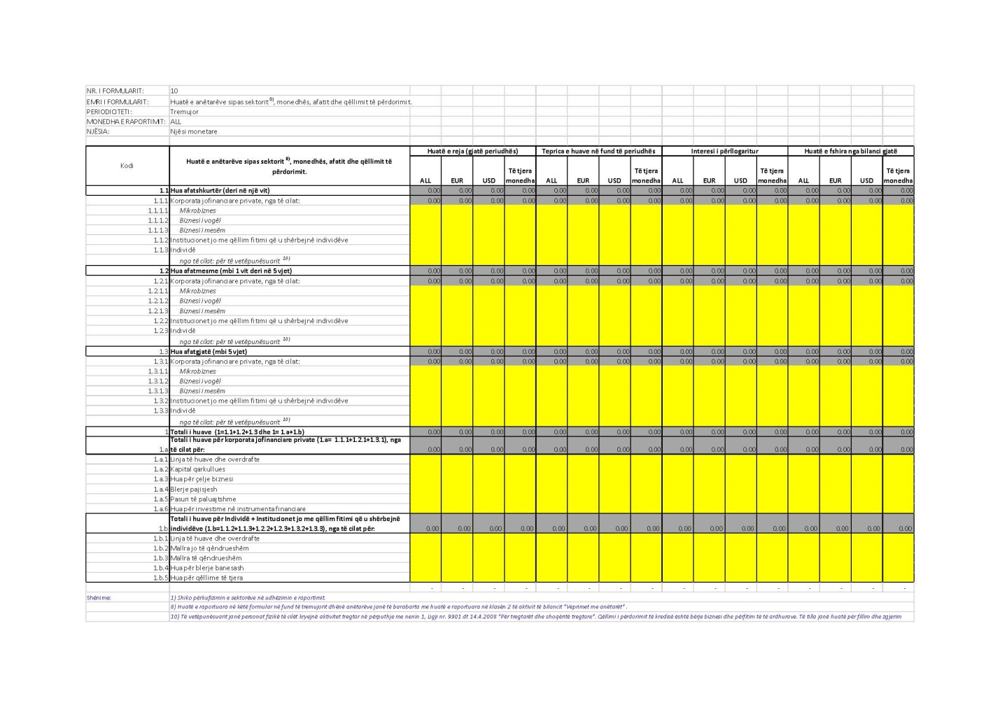 NR. I FORMULARIT: 10
EMRI I FORMULARIT: Huatë e anëtarëve sipas sektorit 8), monedhës, afatit dhe qëllimit të përdorimit.
PERIODICITETI: Tremujor
MONEDHA E RAPORTIMIT: ALL
NJËSIA: Njësi monetare
Huatë e reja (gjatë periudhës) Teprica e huave në fund të periudhës Interesi i përllogaritur Huatë e fshira nga bilanci gjatë
Kodi Huatë e anëtarëve sipas sektorit 8), monedhës, afatit dhe qëllimit të përdorimit.
ALL EUR USD Të tjera monedha ALL EUR USD Të tjera monedha ALL EUR USD Të tjera monedha ALL EUR USD Të tjera monedha
1.1 Hua afatshkurtër (deri në një vit) 0.00 0.00 0.00 0.00 0.00 0.00 0.00 0.00 0.00 0.00 0.00 0.00 0.00 0.00 0.00 0.00
1.1.1 Korporata jofinanciare private, nga të cilat: 0.00 0.00 0.00 0.00 0.00 0.00 0.00 0.00 0.00 0.00 0.00 0.00 0.00 0.00 0.00 0.00
1.1.1.1 Mikrobiznes
1.1.1.2 Biznesi i vogël
1.1.1.3 Biznesi i mesëm
1.1.2 Institucionet jo me qëllim fitimi që u shërbejnë individëve
1.1.3 Individë
nga të cilat: për të vetëpunësuarit 10)
1.2 Hua afatmesme (mbi 1 vit deri në 5 vjet) 0.00 0.00 0.00 0.00 0.00 0.00 0.00 0.00 0.00 0.00 0.00 0.00 0.00 0.00 0.00 0.00
1.2.1 Korporata jofinanciare private, nga të cilat: 0.00 0.00 0.00 0.00 0.00 0.00 0.00 0.00 0.00 0.00 0.00 0.00 0.00 0.00 0.00 0.00
1.2.1.1 Mikrobiznes
1.2.1.2 Biznesi i vogël
1.2.1.3 Biznesi i mesëm
1.2.2 Institucionet jo me qëllim fitimi që u shërbejnë individëve
1.2.3 Individë
nga të cilat: për të vetëpunësuarit 10)
1.3 Hua afatgjatë (mbi 5 vjet) 0.00 0.00 0.00 0.00 0.00 0.00 0.00 0.00 0.00 0.00 0.00 0.00 0.00 0.00 0.00 0.00
1.3.1 Korporata jofinanciare private, nga të cilat: 0.00 0.00 0.00 0.00 0.00 0.00 0.00 0.00 0.00 0.00 0.00 0.00 0.00 0.00 0.00 0.00
1.3.1.1 Mikrobiznes
1.3.1.2 Biznesi i vogël
1.3.1.3 Biznesi i mesëm
1.3.2 Institucionet jo me qëllim fitimi që u shërbejnë individëve
1.3.3 Individë
nga të cilat: për të vetëpunësuarit 10)
1 Totali i huave (1=1.1+1.2+1.3 dhe 1= 1.a+1.b) 0.00 0.00 0.00 0.00 0.00 0.00 0.00 0.00 0.00 0.00 0.00 0.00 0.00 0.00 0.00 0.00
Totali i huave për korporata jofinanciare private (1.a= 1.1.1+1.2.1+1.3.1), nga
1.a të cilat për: 0.00 0.00 0.00 0.00 0.00 0.00 0.00 0.00 0.00 0.00 0.00 0.00 0.00 0.00 0.00 0.00
1.a.1 Linja të huave dhe overdrafte
1.a.2 Kapital qarkullues
1.a.3 Hua për çelje biznesi
1.a.4 Blerje pajisjesh
1.a.5 Pasuri të paluajtshme
1.a.6 Hua për investime në instrumenta financiare
Totali i huave për Individë + Institucionet jo me qëllim fitimi që u shërbejnë
1.b individëve (1.b=1.1.2+1.1.3+1.2.2+1.2.3+1.3.2+1.3.3), nga të cilat për: 0.00 0.00 0.00 0.00 0.00 0.00 0.00 0.00 0.00 0.00 0.00 0.00 0.00 0.00 0.00 0.00
1.b.1 Linja të huave dhe overdrafte
1.b.2 Mallra jo të qëndrueshëm
1.b.3 Mallra të qëndrueshëm
1.b.4 Hua për blerje banesash
1.b.5 Hua për qëllime të tjera
- - - - - - - - - - - - - - - -
Shënime: 1) Shiko përkufizimin e sektorëve në udhëzimin e raportimit.
8) Huatë e raportuara në këtë formular në fund të tremujorit dhënë anëtarëve janë të barabarta me huatë e raportuara në klasën 2 të aktivit të bilancit "Veprimet me anëtarët" .
10) Të vetëpunësuarit janë personat fizikë të cilët kryejnë aktivitet tregtar në përputhje me nenin 1, Ligji nr. 9901 dt 14.4.2008 "Për tregtarët dhe shoqëritë tregtare". Qëllimi i përdorimit të kredisë është bërje biznesi dhe përfitim të të ardhurave. Të tilla janë huatë për fillim dhe zgjerim